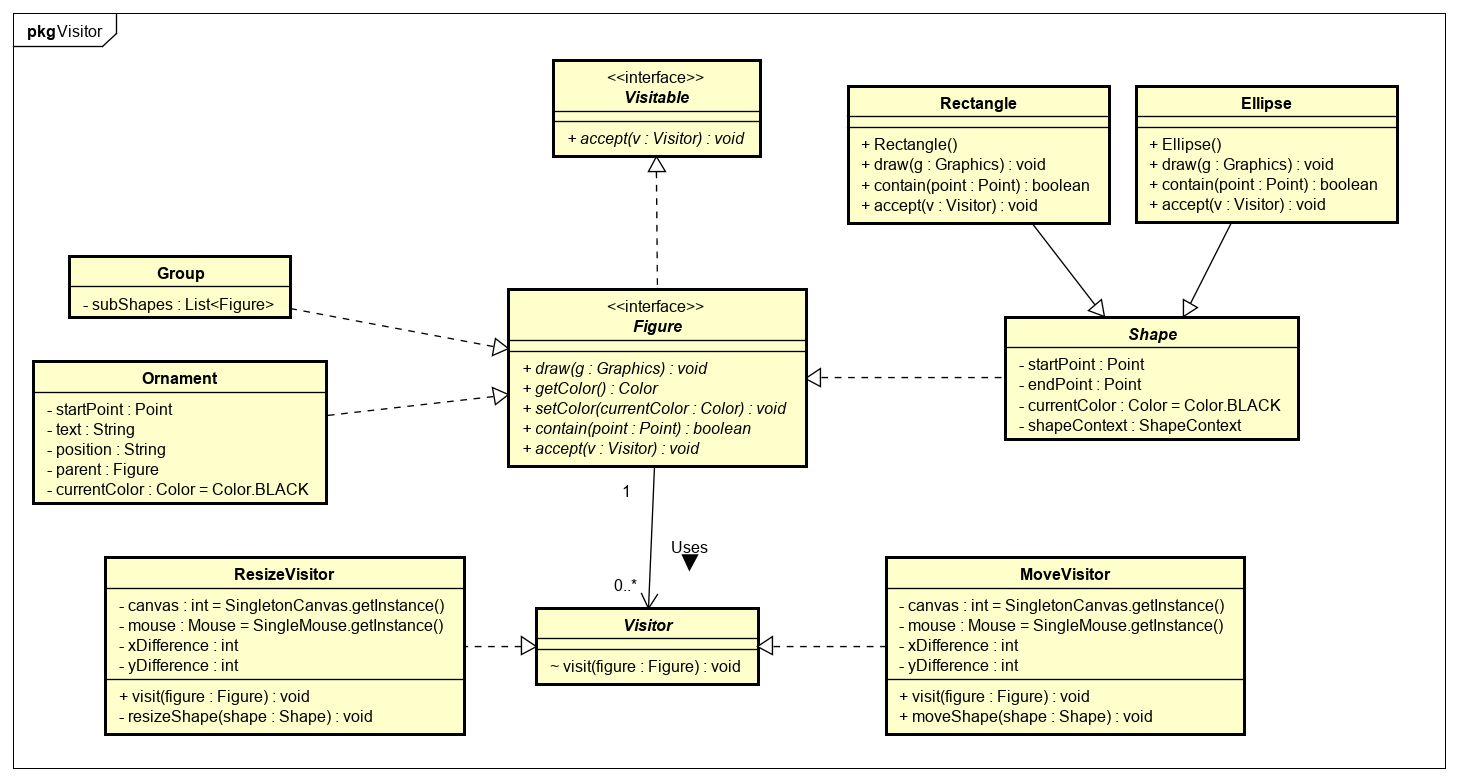 pkg Visitor
<<interface>>
Visitable
+ accept(v : Visitor) : void
Rectangle
+ Rectangle()
+ draw(g : Graphics) : void
+ contain(point : Point) : boolean
+ accept(v : Visitor) : void
Ellipse
+ Ellipse()
+ draw(g : Graphics) : void
+ contain(point : Point) : boolean
+ accept(v : Visitor) : void
Group
- subShapes : List<Figure>
<<interface>>
Figure
+ draw(g : Graphics) : void
+ getColor() : Color
+ setColor(currentColor : Color) : void
+ contain(point : Point) : boolean
+ accept(v : Visitor) : void
Shape
- startPoint : Point
- endPoint : Point
- currentColor : Color = Color.BLACK
- shapeContext : ShapeContext
Ornament
- startPoint : Point
- text : String
- position : String
- parent : Figure
- currentColor : Color = Color.BLACK
1
Uses
0..*
ResizeVisitor
- canvas : int = SingletonCanvas.getInstance()
- mouse : Mouse = SingleMouse.getInstance()
- xDifference : int
- yDifference : int
+ visit(figure : Figure) : void
- resizeShape(shape : Shape) : void
Visitor
~ visit(figure : Figure) : void
MoveVisitor
- canvas : int = SingletonCanvas.getInstance()
- mouse : Mouse = SingleMouse.getInstance()
- xDifference : int
- yDifference : int
+ visit(figure : Figure) : void
+ moveShape(shape : Shape) : void